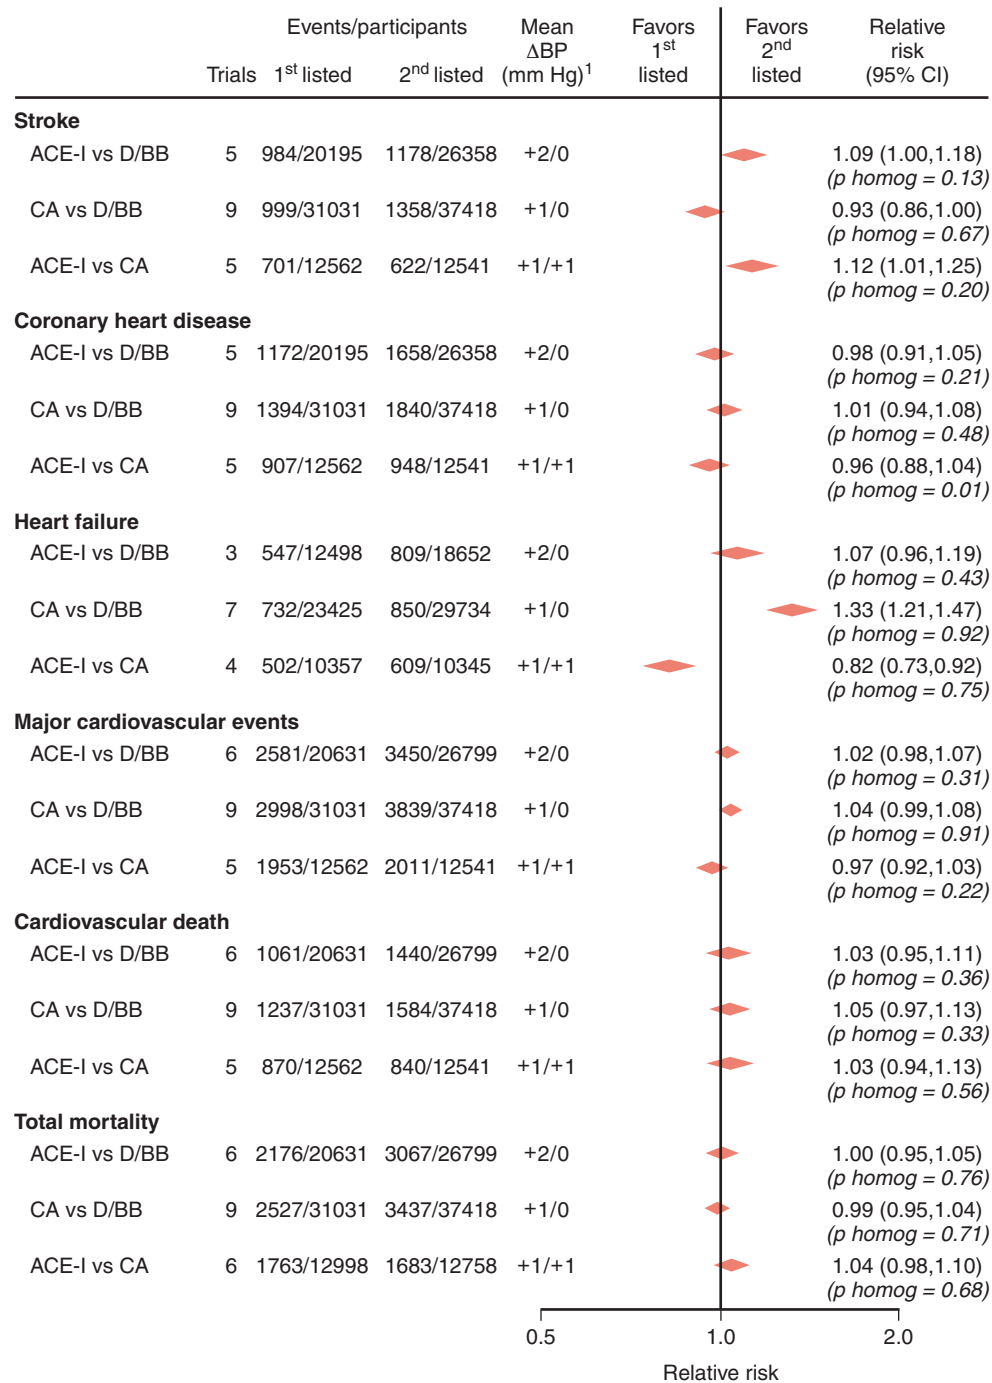 Events/participants Mean Favors Favors Relative
ΔBP 1st 2nd risk
Trials 1st listed 2nd listed (mm Hg)1 listed listed (95% CI)
Stroke
ACE-I vs D/BB 5 984/20195 1178/26358 +2/0 1.09 (1.00,1.18)
(p homog = 0.13)
CA vs D/BB 9 999/31031 1358/37418 +1/0 0.93 (0.86,1.00)
(p homog = 0.67)
ACE-I vs CA 5 701/12562 622/12541 +1/+1 1.12 (1.01,1.25)
(p homog = 0.20)
Coronary heart disease
ACE-I vs D/BB 5 1172/20195 1658/26358 +2/0 0.98 (0.91,1.05)
(p homog = 0.21)
CA vs D/BB 9 1394/31031 1840/37418 +1/0 1.01 (0.94,1.08)
(p homog = 0.48)
ACE-I vs CA 5 907/12562 948/12541 +1/+1 0.96 (0.88,1.04)
(p homog = 0.01)
Heart failure
ACE-I vs D/BB 3 547/12498 809/18652 +2/0 1.07 (0.96,1.19)
(p homog = 0.43)
CA vs D/BB 7 732/23425 850/29734 +1/0 1.33 (1.21,1.47)
(p homog = 0.92)
ACE-I vs CA 4 502/10357 609/10345 +1/+1 0.82 (0.73,0.92)
(p homog = 0.75)
Major cardiovascular events
ACE-I vs D/BB 6 2581/20631 3450/26799 +2/0 1.02 (0.98,1.07)
(p homog = 0.31)
CA vs D/BB 9 2998/31031 3839/37418 +1/0 1.04 (0.99,1.08)
(p homog = 0.91)
ACE-I vs CA 5 1953/12562 2011/12541 +1/+1 0.97 (0.92,1.03)
(p homog = 0.22)
Cardiovascular death
ACE-I vs D/BB 6 1061/20631 1440/26799 +2/0 1.03 (0.95,1.11)
(p homog = 0.36)
CA vs D/BB 9 1237/31031 1584/37418 +1/0 1.05 (0.97,1.13)
(p homog = 0.33)
ACE-I vs CA 5 870/12562 840/12541 +1/+1 1.03 (0.94,1.13)
(p homog = 0.56)
Total mortality
ACE-I vs D/BB 6 2176/20631 3067/26799 +2/0 1.00 (0.95,1.05)
(p homog = 0.76)
CA vs D/BB 9 2527/31031 3437/37418 +1/0 0.99 (0.95,1.04)
(p homog = 0.71)
ACE-I vs CA 6 1763/12998 1683/12758 +1/+1 1.04 (0.98,1.10)
(p homog = 0.68)
0.5 1.0 2.0
Relative risk